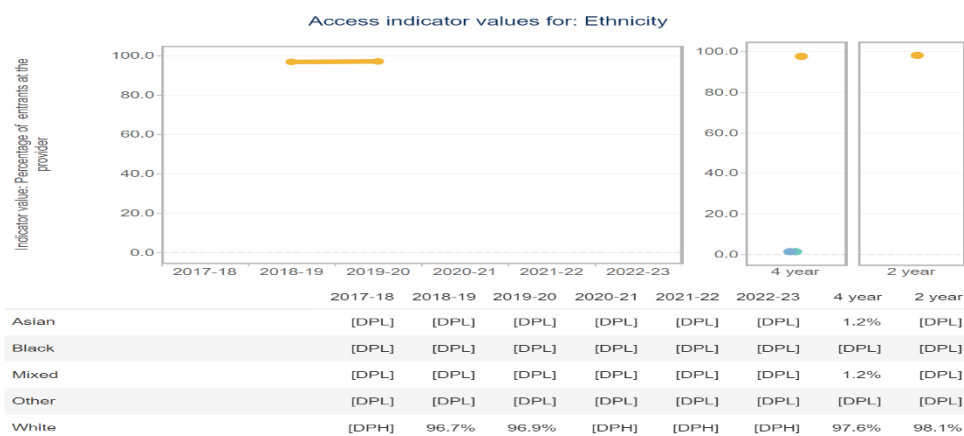 Access indicator values for: Ethnicity
Indicator value: Percentage of entrants at the
provider
100.0
80.0
60.0
40.0
20.0
0.0
2017-18 2018-19 2019-20 2020-21 2021-22 2022-23
100.0
80.0
60.0
40.0
20.0
0.0
4 year 2 year
2017-18 2018-19 2019-20 2020-21 2021-22 2022-23 4 year 2 year
Asian [DPL] [DPL] [DPL] [DPL] [DPL] [DPL] 1.2% [DPL]
Black [DPL] [DPL] [DPL] [DPL] [DPL] [DPL] [DPL] [DPL]
Mixed [DPL] [DPL] [DPL] [DPL] [DPL] [DPL] 1.2% [DPL]
Other [DPL] [DPL] [DPL] [DPL] [DPL] [DPL] [DPL] [DPL]
White [DPH] 96.7% 96.9% [DPH] [DPH] [DPH] 97.6% 98.1%